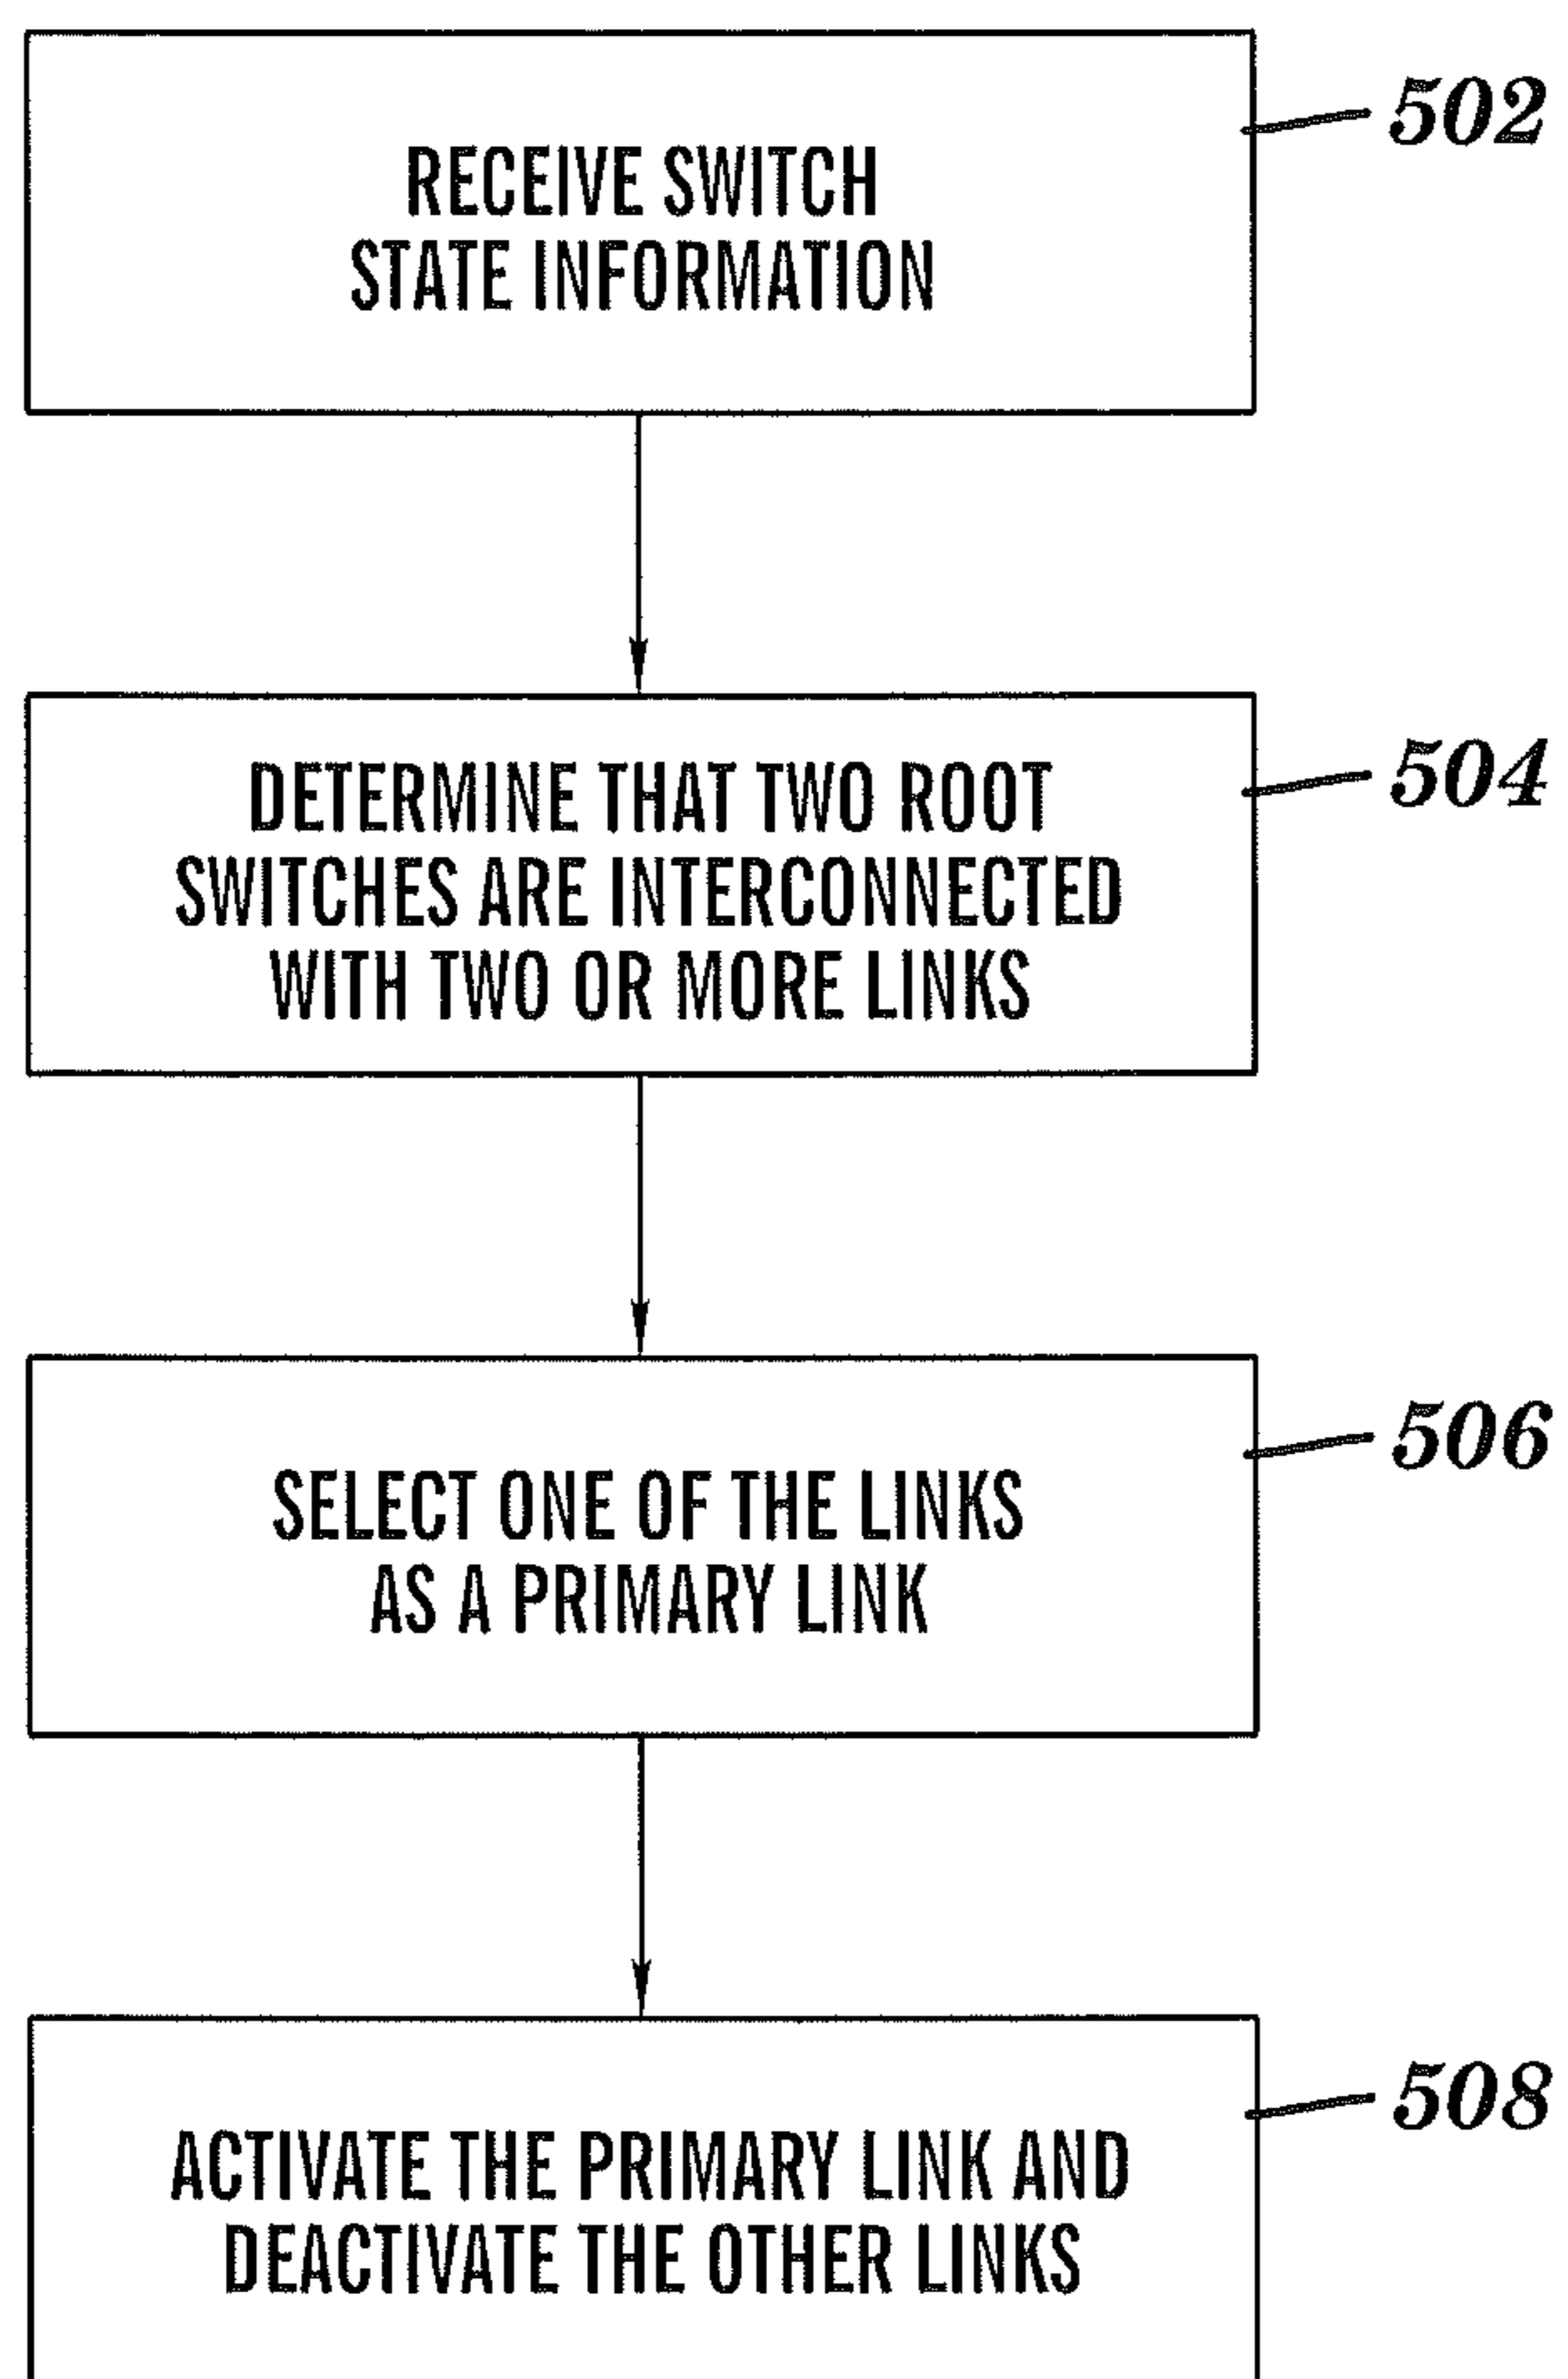 RECEIVE SWITCH
STATE INFORMATION
502
DETERMINE THAT TWO ROOT
SWITCHES ARE INTERCONNECTED
WITH TWO OR MORE LINKS
504
SELECT ONE OF THE LINKS
AS A PRIMARY LINK
506
ACTIVATE THE PRIMARY LINK AND
DEACTIVATE THE OTHER LINKS
508